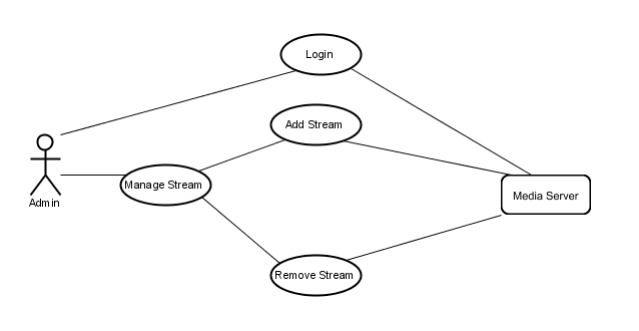 Login
Add Stream
Manage Stream
Media Server
Admin
Remove Stream